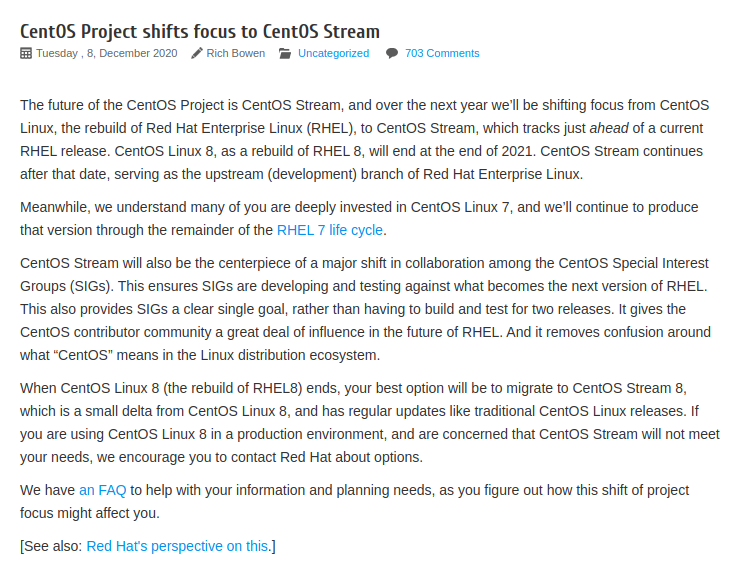 CentOS Project shifts focus to CentOS Stream
Tuesday , 8, December 2020 Rich Bowen Uncategorized 703 Comments
The future of the CentOS Project is CentOS Stream, and over the next year we’ll be shifting focus from CentOS
Linux, the rebuild of Red Hat Enterprise Linux (RHEL), to CentOS Stream, which tracks just ahead of a current
RHEL release. CentOS Linux 8, as a rebuild of RHEL 8, will end at the end of 2021. CentOS Stream continues
after that date, serving as the upstream (development) branch of Red Hat Enterprise Linux.
Meanwhile, we understand many of you are deeply invested in CentOS Linux 7, and we’ll continue to produce
that version through the remainder of the RHEL 7 life cycle.
CentOS Stream will also be the centerpiece of a major shift in collaboration among the CentOS Special Interest
Groups (SIGs). This ensures SIGs are developing and testing against what becomes the next version of RHEL.
This also provides SIGs a clear single goal, rather than having to build and test for two releases. It gives the
CentOS contributor community a great deal of influence in the future of RHEL. And it removes confusion around
what “CentOS” means in the Linux distribution ecosystem.
When CentOS Linux 8 (the rebuild of RHEL8) ends, your best option will be to migrate to CentOS Stream 8,
which is a small delta from CentOS Linux 8, and has regular updates like traditional CentOS Linux releases. If
you are using CentOS Linux 8 in a production environment, and are concerned that CentOS Stream will not meet
your needs, we encourage you to contact Red Hat about options.
We have an FAQ to help with your information and planning needs, as you figure out how this shift of project
focus might affect you.
[See also: Red Hat's perspective on this.]